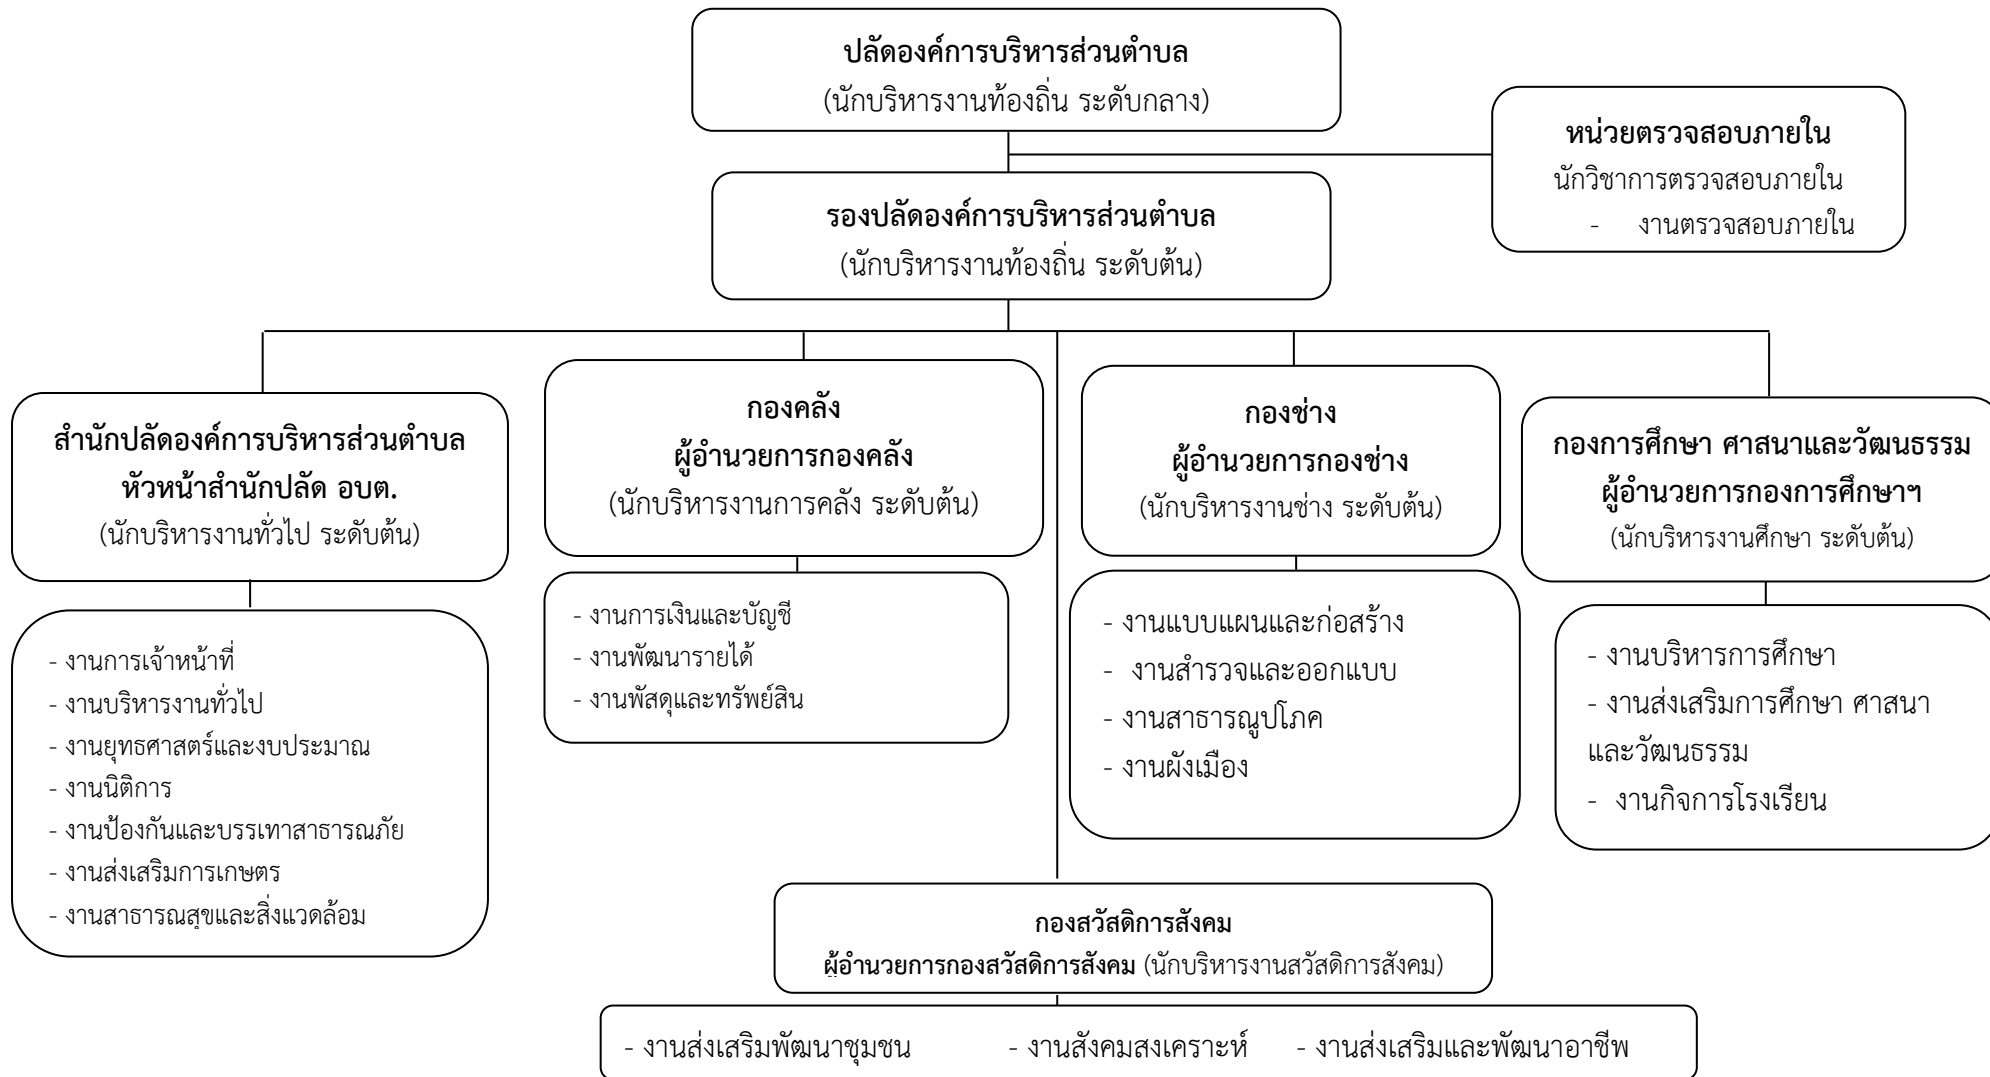 ปลัดองค์การบริหารส่วนตำบล
(นักบริหารงานท้องถิ่น ระดับกลาง)
หน่วยตรวจสอบภายใน
นักวิชาการตรวจสอบภายใน
- งานตรวจสอบภายใน
รองปลัดองค์การบริหารส่วนตำบล
(นักบริหารงานท้องถิ่น ระดับต้น)
สำนักปลัดองค์การบริหารส่วนตำบล
หัวหน้าสำนักปลัด อบต.
(นักบริหารงานทั่วไป ระดับต้น)
- งานการเจ้าหน้าที่
- งานบริหารงานทั่วไป
- งานยุทธศาสตร์และงบประมาณ
- งานนิติการ
- งานป้องกันและบรรเทาสาธารณภัย
- งานส่งเสริมการเกษตร
- งานสาธารณสุขและสิ่งแวดล้อม
กองคลัง
ผู้อำนวยการกองคลัง
(นักบริหารงานการคลัง ระดับต้น)
- งานการเงินและบัญชี
- งานพัฒนารายได้
- งานพัสดุและทรัพย์สิน
กองช่าง
ผู้อำนวยการกองช่าง
(นักบริหารงานช่าง ระดับต้น)
- งานแบบแผนและก่อสร้าง
- งานสำรวจและออกแบบ
- งานสาธารณูปโภค
- งานผังเมือง
กองการศึกษา ศาสนาและวัฒนธรรม
ผู้อำนวยการกองการศึกษาฯ
(นักบริหารงานศึกษา ระดับต้น)
- งานบริหารการศึกษา
- งานส่งเสริมการศึกษา ศาสนา
และวัฒนธรรม
- งานกิจการโรงเรียน
กองสวัสดิการสังคม
ผู้อำนวยการกองสวัสดิการสังคม (นักบริหารงานสวัสดิการสังคม)
- งานส่งเสริมพัฒนาชุมชน - งานสังคมสงเคราะห์ - งานส่งเสริมและพัฒนาอาชีพ